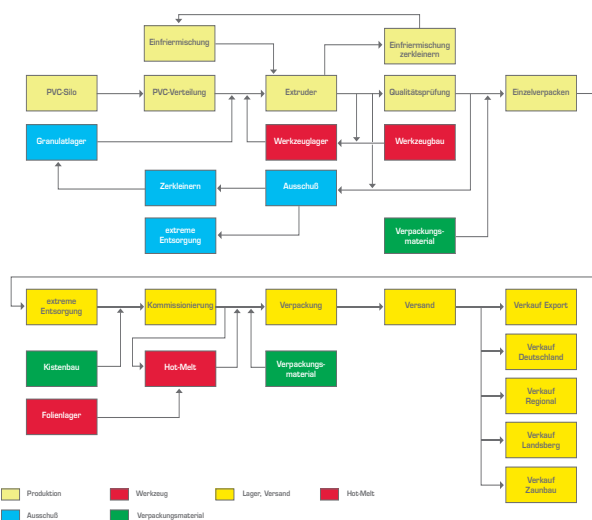 Einfriermischung
Einfriermischung
zerkleinern
PVC-Silo
PVC-Verteilung
Extruder
Qualitätsprüfung
Einzelverpacken
Granulatlager
Werkzeuglager
Werkzeugbau
Zerkleinern
Ausschuß
extreme
Entsorgung
Verpackungs-
material
extreme
Entsorgung
Kommissionierung
Verpackung
Versand
Verkauf Export
Kistenbau
Hot-Melt
Verpackungs-
material
Verkauf
Deutschland
Folienlager
Verkauf
Regional
Verkauf
Landsberg
Verkauf
Zaunbau
Produktion
Werkzeug
Lager, Versand
Hot-Melt
Ausschuß
Verpackungsmaterial